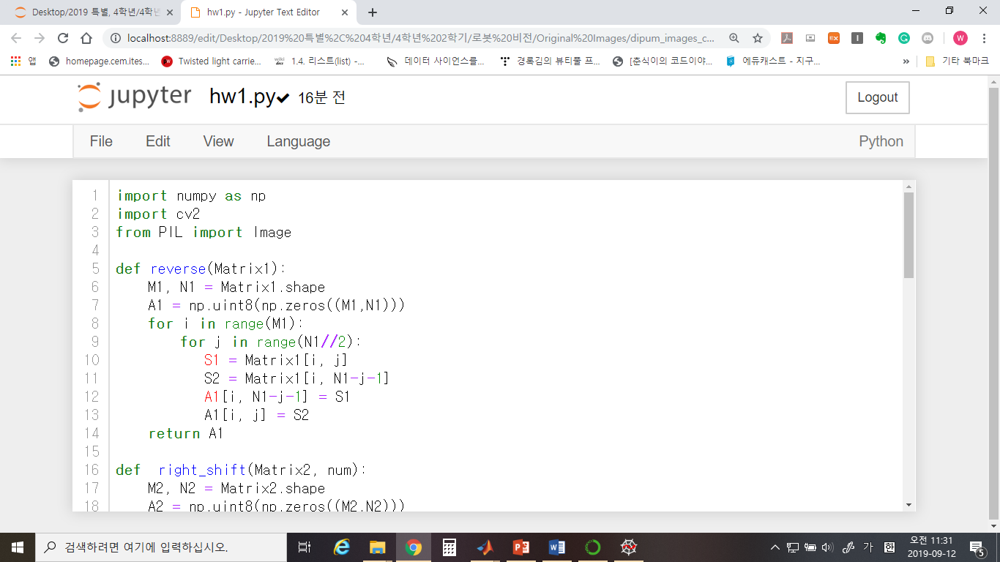 Desktop/2019 특별, 4학년/4학년
hw1.py - Jupyter Text Editor
localhost:8889/edit/Desktop/2019%20특별%2C%204학년/4학년%202학기/로봇%20비전/Original%20Images/dipum_images_c...
앱
homepage.cem.ites...
Twisted light carrie...
1.4. 리스트(list) -...
데이터 사이언스를...
경록김의 뷰티풀 프...
[춘식이의 코드이야...
에듀캐스트 - 지구...
»
기타 북마크
jupyter hw1.py 16분 전
Logout
File Edit View Language Python
1 import numpy as np
2 import cv2
3 from PIL import Image
4
5 def reverse(Matrix1):
6 M1, N1 = Matrix1.shape
7 A1 = np.uint8(np.zeros((M1,N1)))
8 for i in range(M1):
9 for j in range(N1//2):
10 S1 = Matrix1[i, j]
11 S2 = Matrix1[i, N1-j-1]
12 A1[i, N1-j-1] = S1
13 A1[i, j] = S2
14 return A1
15
16 def  right_shift(Matrix2, num):
17 M2, N2 = Matrix2.shape
18 A2 = np.uint8(np.zeros((M2,N2)))
검색하려면 여기에 입력하십시오.
가
한
오전 11:31
2019-09-12
5